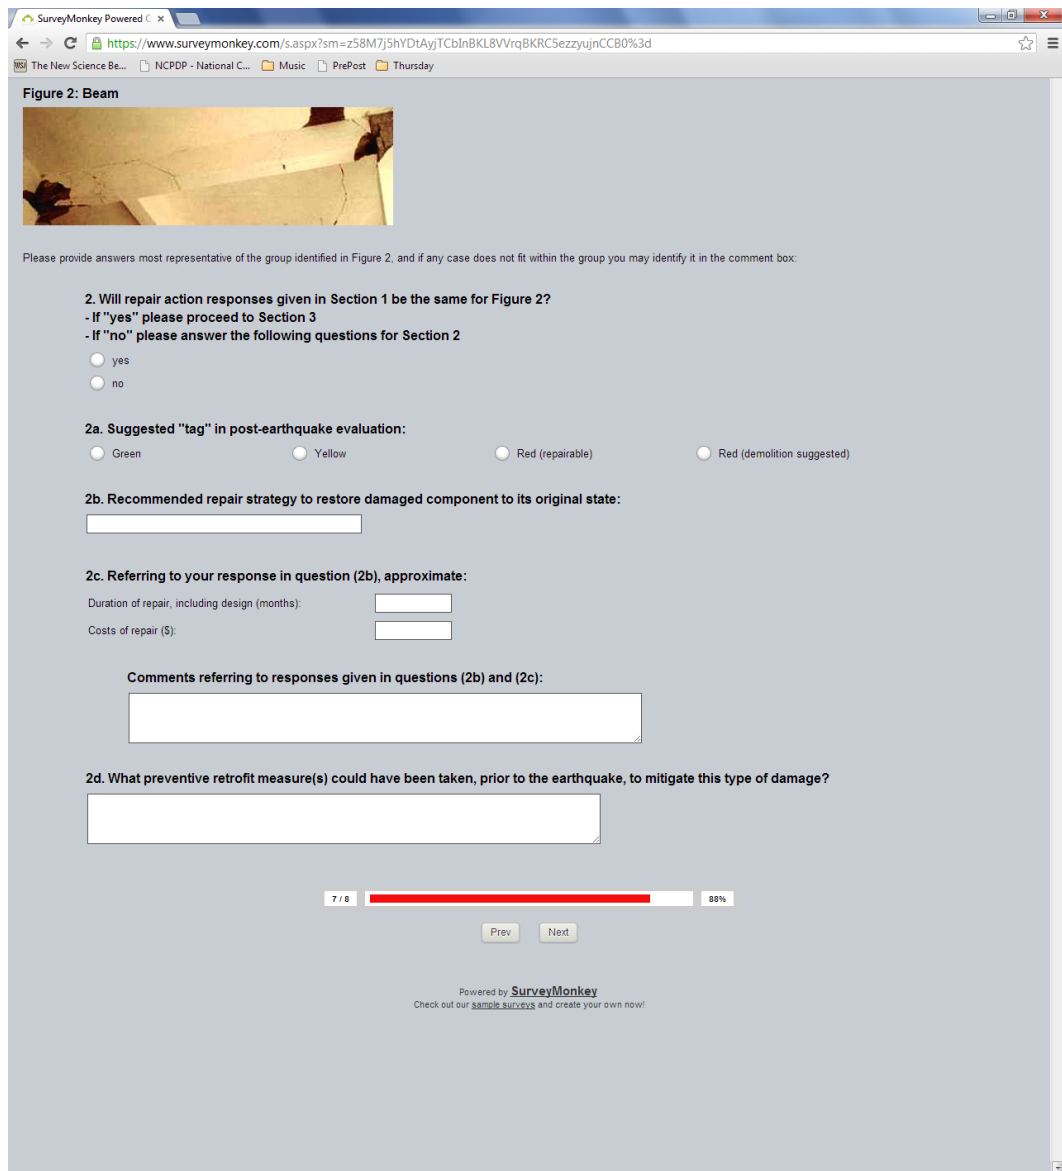 SurveyMonkey Powered C
https://www.surveymonkey.com/s.aspx?sm=z58M7j5hYDtAyjTCbInBKL8VVrqBKRC5ezzyujnCCB0%3d
WSJ The New Science Be... NCPDP - National C... Music PrePost Thursday
Figure 2: Beam
Please provide answers most representative of the group identified in Figure 2, and if any case does not fit within the group you may identify it in the comment box:
2. Will repair action responses given in Section 1 be the same for Figure 2?
- If "yes" please proceed to Section 3
- If "no" please answer the following questions for Section 2
yes
no
2a. Suggested "tag" in post-earthquake evaluation:
Green Yellow Red (repairable) Red (demolition suggested)
2b. Recommended repair strategy to restore damaged component to its original state:
2c. Referring to your response in question (2b), approximate:
Duration of repair, including design (months):
Costs of repair ($):
Comments referring to responses given in questions (2b) and (2c):
2d. What preventive retrofit measure(s) could have been taken, prior to the earthquake, to mitigate this type of damage?
7 / 8 88%
Prev Next
Powered by SurveyMonkey
Check out our sample surveys and create your own now!